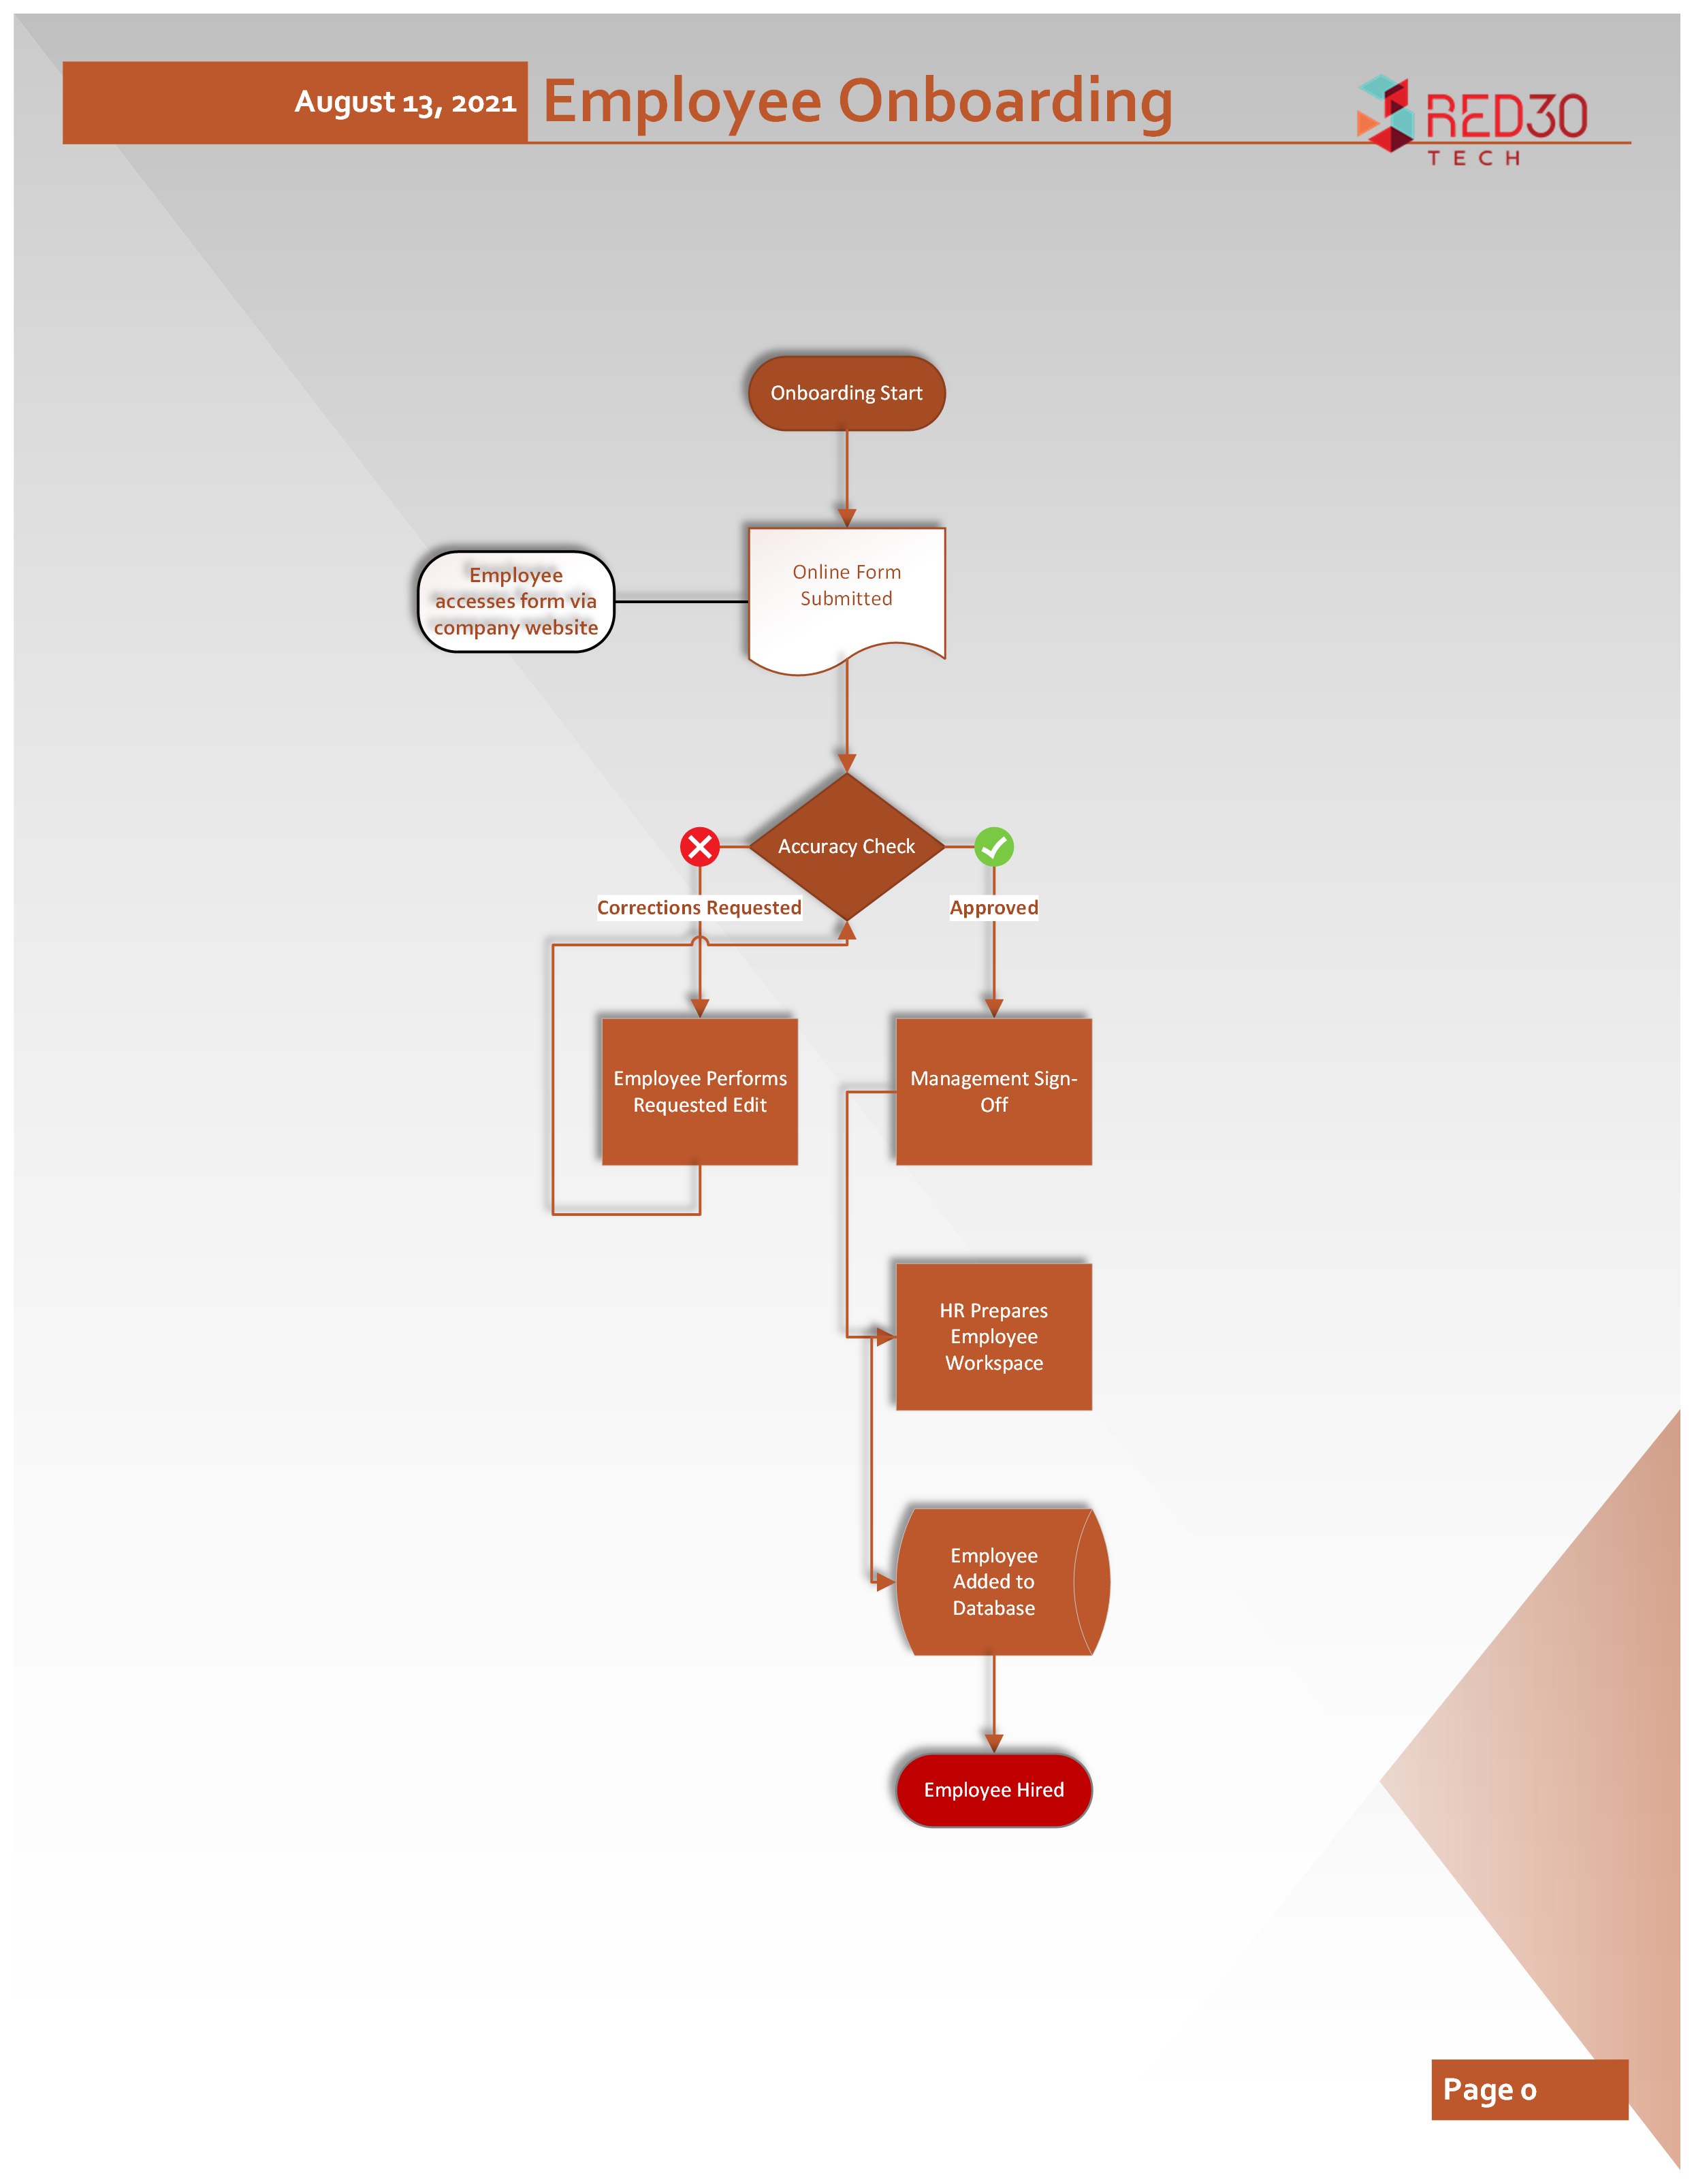 August 13, 2021
Employee Onboarding
RED30
TECH
Onboarding Start
Employee
accesses form via
company website
Online Form
Submitted
Accuracy Check
Corrections Requested
Approved
Employee Performs
Requested Edit
Management Sign-
Off
HR Prepares
Employee
Workspace
Employee
Added to
Database
Employee Hired
Page 0